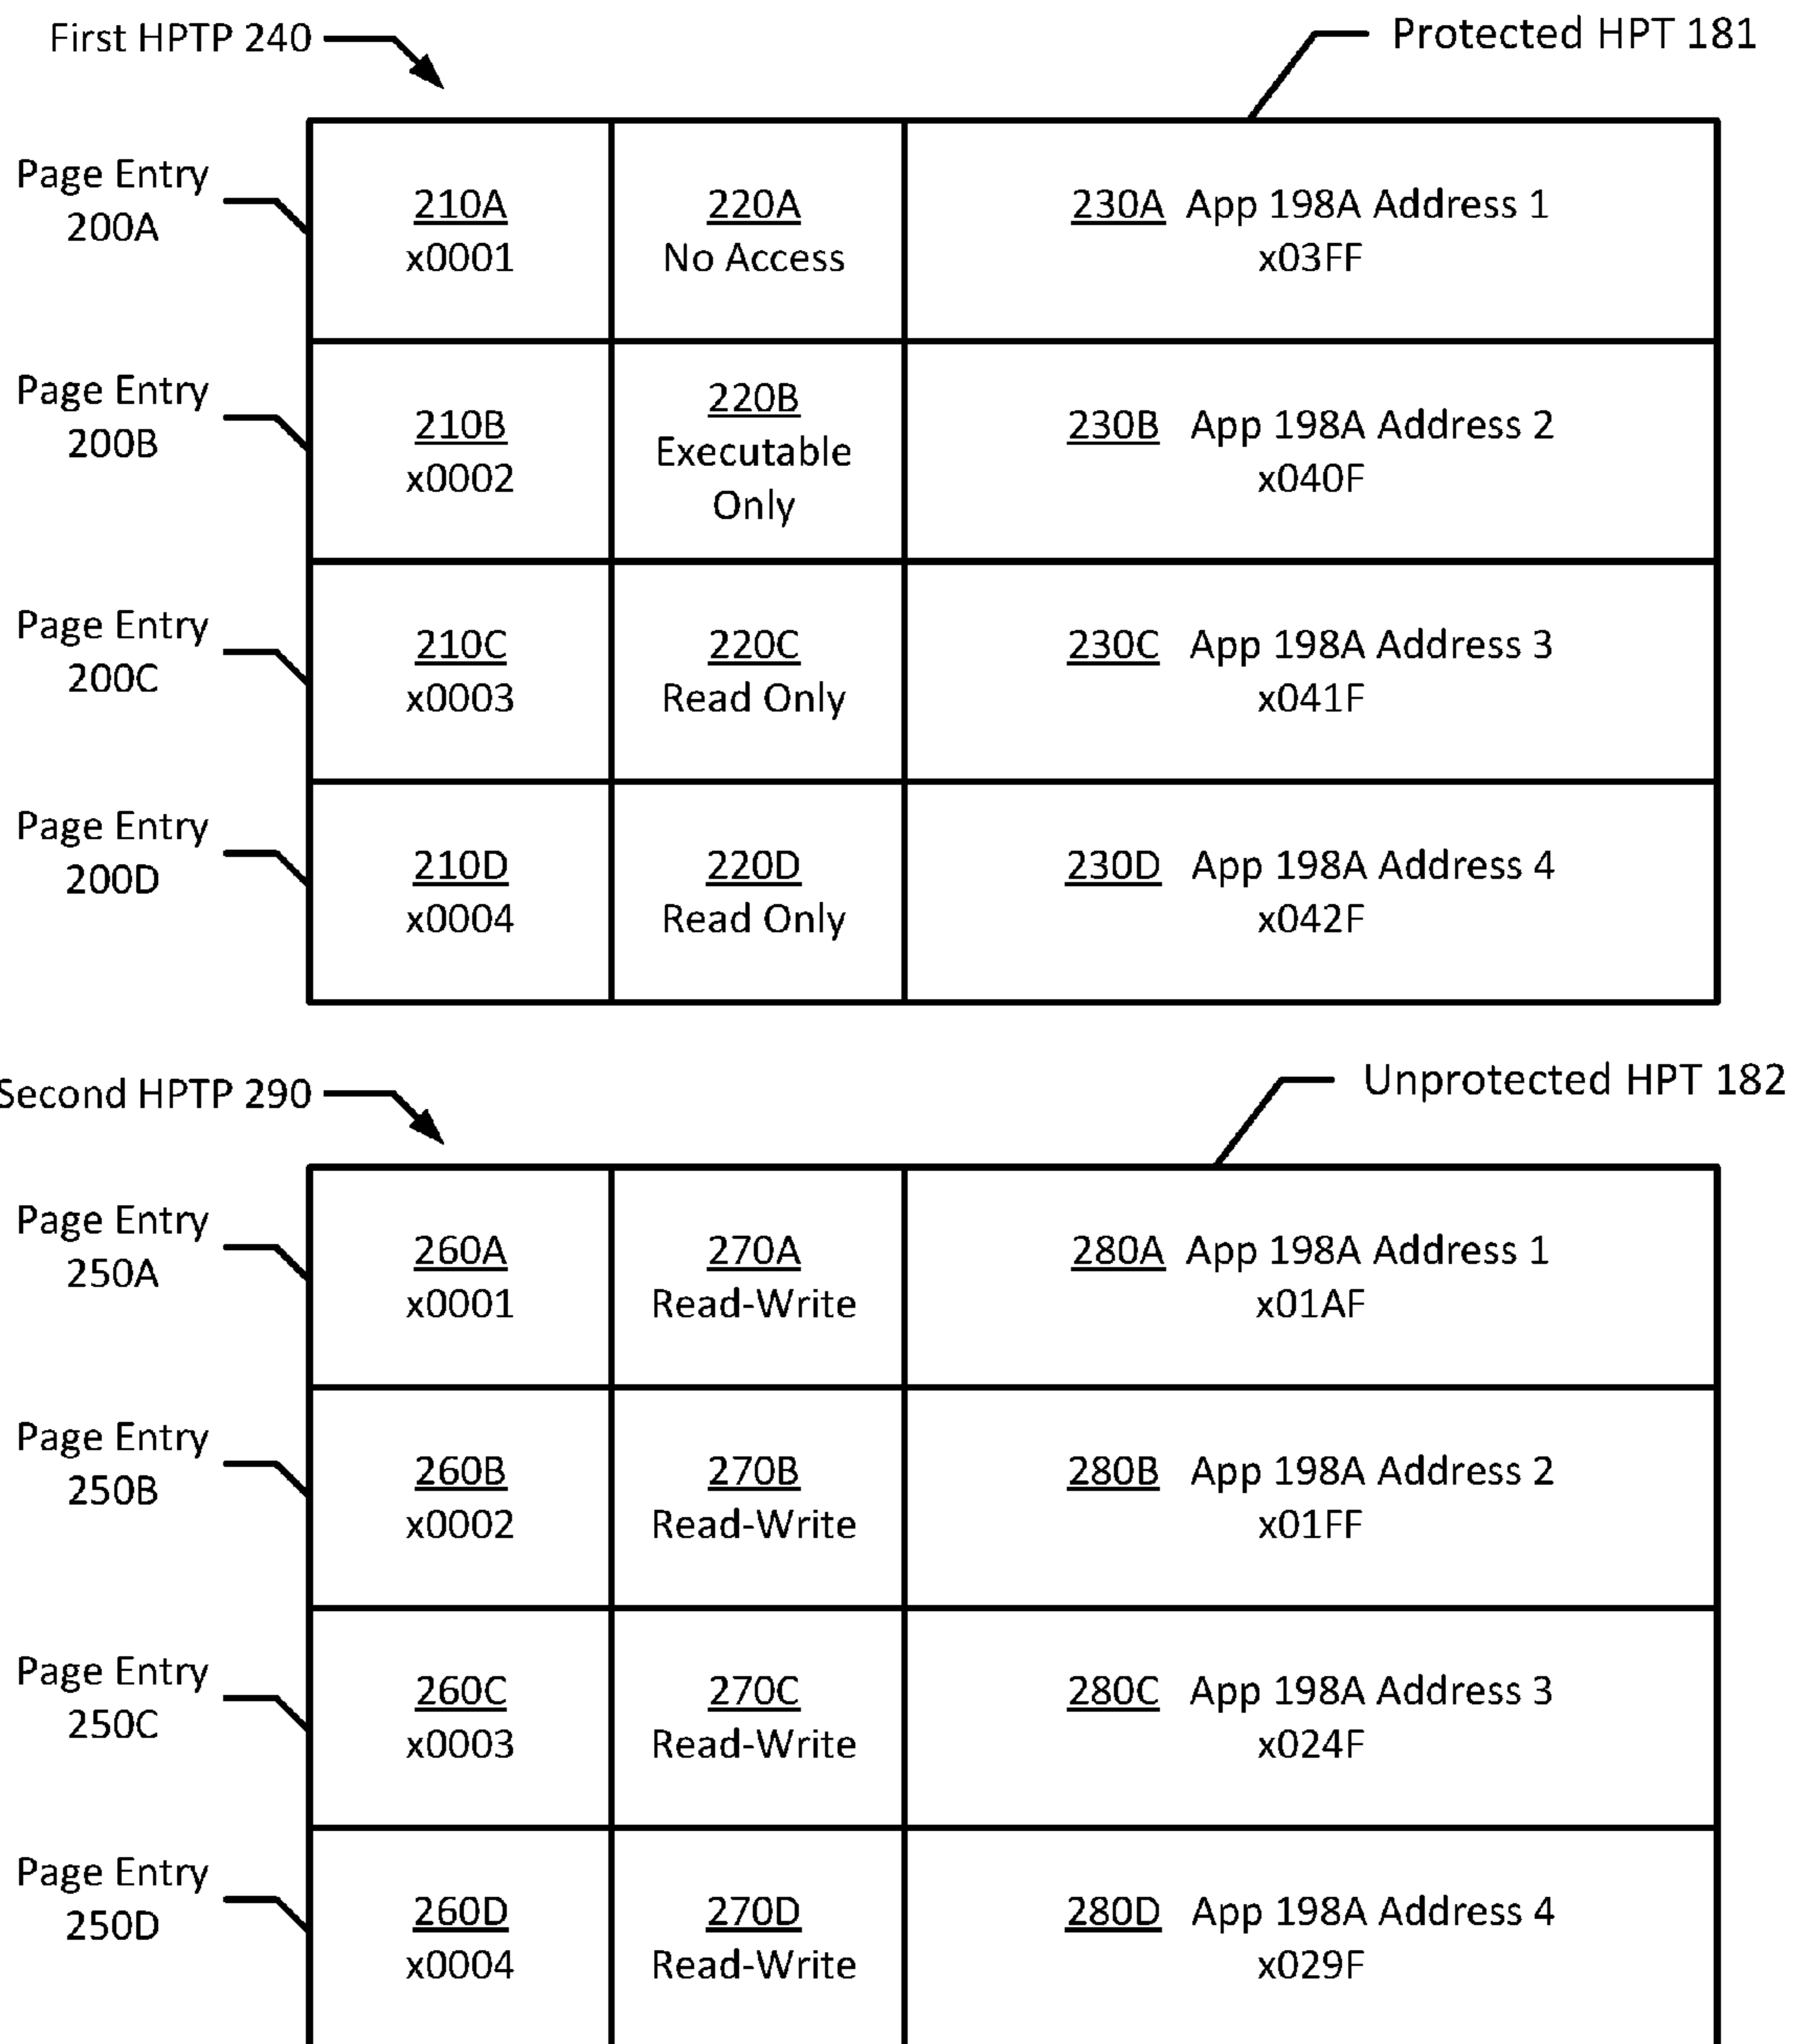 First HPTP 240
Protected HPT 181
Page Entry
200A
210A
x0001
220A
No Access
230A App 198A Address 1
x03FF
Page Entry
200B
210B
x0002
220B
Executable
Only
230B App 198A Address 2
x040F
Page Entry
200C
210C
x0003
220C
Read Only
230C App 198A Address 3
x041F
Page Entry
200D
210D
x0004
220D
Read Only
230D App 198A Address 4
x042F
Second HPTP 290
Unprotected HPT 182
Page Entry
250A
260A
x0001
270A
Read-Write
280A App 198A Address 1
x01AF
Page Entry
250B
260B
x0002
270B
Read-Write
280B App 198A Address 2
x01FF
Page Entry
250C
260C
x0003
270C
Read-Write
280C App 198A Address 3
x024F
Page Entry
250D
260D
x0004
270D
Read-Write
280D App 198A Address 4
x029F